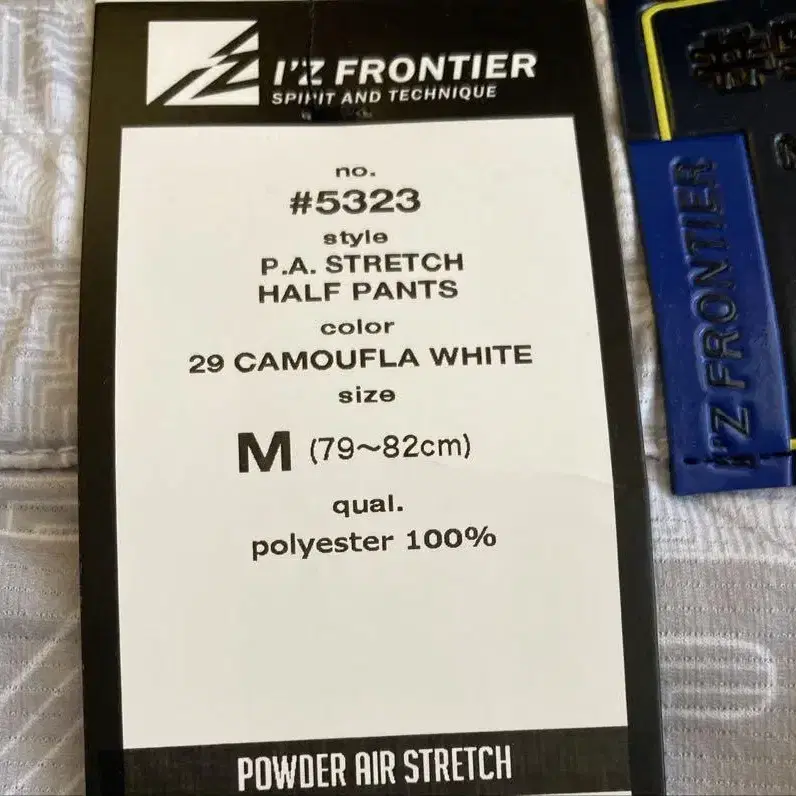 I'Z FRONTIER
SPIRIT AND TECHNIQUE
no.
#5323
style
P.A. STRETCH
HALF PANTS
color
29 CAMOUFLA WHITE
size
M (79～82cm)
qual.
polyester 100%
POWDER AIR STRETCH
I'Z FRONTIER